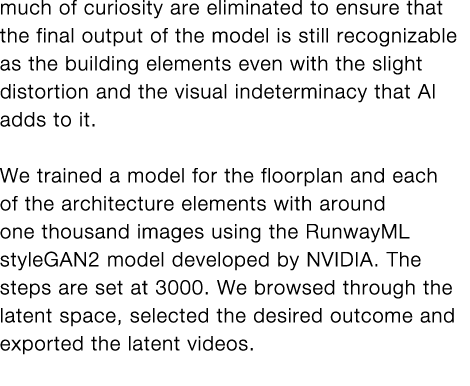 much of curiosity are eliminated to ensure that
the final output of the model is still recognizable
as the building elements even with the slight
distortion and the visual indeterminacy that AI
adds to it.
We trained a model for the floorplan and each
of the architecture elements with around
one thousand images using the RunwayML
styleGAN2 model developed by NVIDIA. The
steps are set at 3000. We browsed through the
latent space, selected the desired outcome and
exported the latent videos.